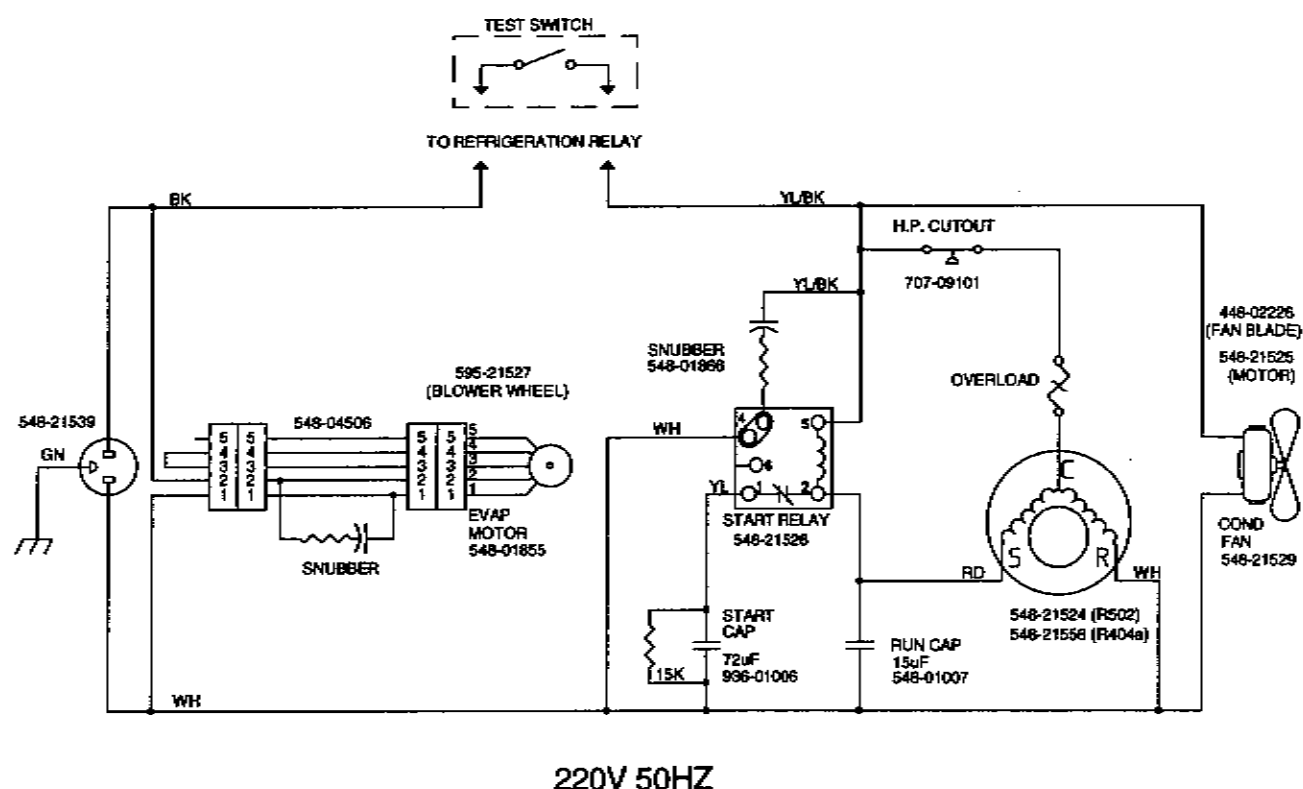 TEST SWITCH
TO REFRIGERATION RELAY
BK
YL/BK
H.P. CUTOUT
707-09101
YL/BK
448-02226
(FAN BLADE)
548-21525
(MOTOR)
SNUBBER
548-01866
OVERLOAD
595-21527
(BLOWER WHEEL)
548-21539
548-04506
GN
5 5
4 4
3 3
2 2
1 1
5 5 5
4 4 4
3 3 3
2 2 2
1 1 1
EVAP
MOTOR
548-01855
SNUBBER
WH
4
5
6
YL
1
2
START RELAY
548-21526
C
S
R
RD
WH
COND
FAN
548-21529
548-21524 (R502)
548-21556 (R404a)
START
CAP
72uF
936-01006
15K
RUN CAP
15uF
548-01007
WH
220V 50HZ